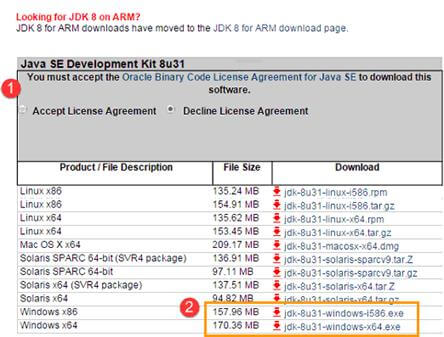 Looking for JDK 8 on ARM?
JDK 8 for ARM downloads have moved to the JDK 8 for ARM download page.
Java SE Development Kit 8u31
You must accept the Oracle Binary Code License Agreement for Java SE to download this
software.
1
Accept License Agreement Decline License Agreement
Product / File Description File Size Download
Linux x86 135.24 MB jdk-8u31-linux-i586.rpm
Linux x86 154.91 MB jdk-8u31-linux-i586.tar.gz
Linux x64 135.62 MB jdk-8u31-linux-x64.rpm
Linux x64 153.45 MB jdk-8u31-linux-x64.tar.gz
Mac OS X x64 209.17 MB jdk-8u31-macosx-x64.dmg
Solaris SPARC 64-bit (SVR4 package) 136.91 MB jdk-8u31-solaris-sparcv9.tar.Z
Solaris SPARC 64-bit 97.11 MB jdk-8u31-solaris-sparcv9.tar.gz
Solaris x64 (SVR4 package) 137.51 MB jdk-8u31-solaris-x64.tar.Z
Solaris x64 94.82 MB jdk-8u31-solaris-x64.tar.gz
2
Windows x86 157.96 MB jdk-8u31-windows-i586.exe
Windows x64 170.36 MB jdk-8u31-windows-x64.exe